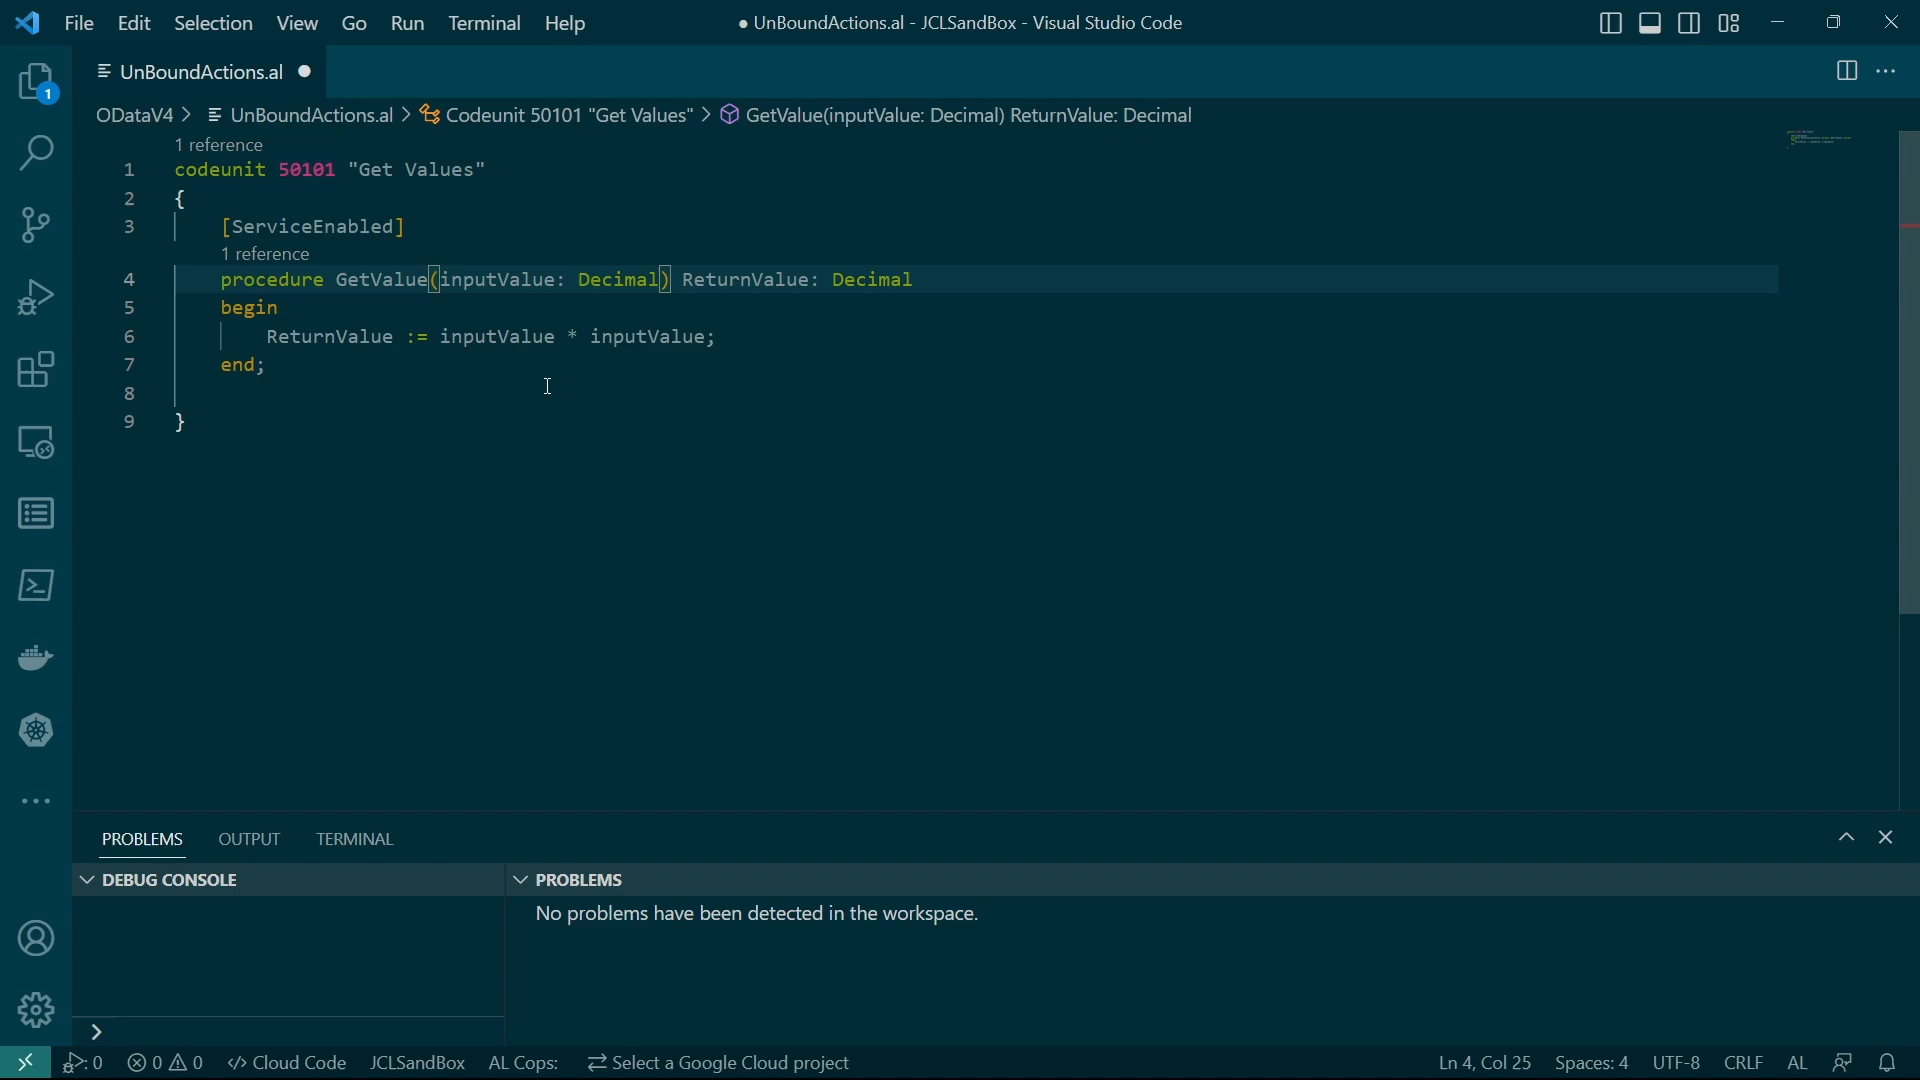 File Edit Selection View Go Run Terminal Help
● UnBoundActions.al - JCLSandBox - Visual Studio Code
1
UnBoundActions.al
ODataV4 > UnBoundActions.al > Codeunit 50101 "Get Values" > GetValue(inputValue: Decimal) ReturnValue: Decimal
1 reference
1 codeunit 50101 "Get Values"
2 {
3 [ServiceEnabled]
1 reference
4 procedure GetValue(inputValue: Decimal) ReturnValue: Decimal
5 begin
6 ReturnValue := inputValue * inputValue;
7 end;
8
9 }
PROBLEMS OUTPUT TERMINAL
DEBUG CONSOLE
PROBLEMS
No problems have been detected in the workspace.
: 0 0 0 Cloud Code JCLSandBox AL Cops: Select a Google Cloud project
Ln 4, Col 25 Spaces: 4 UTF-8 CRLF AL